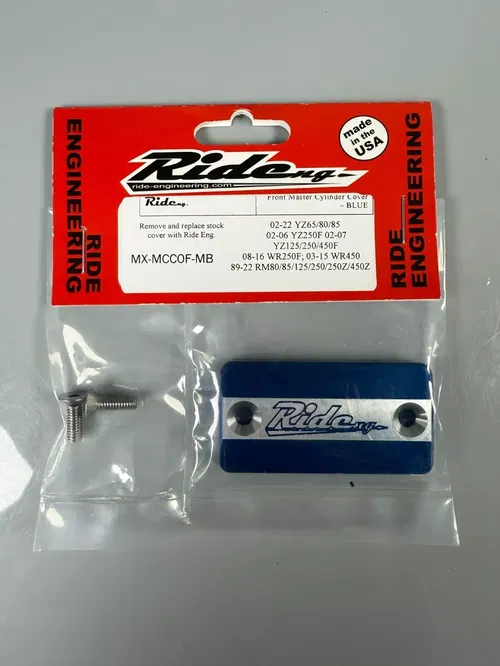 made
in the
USA
RIDE
ENGINEERING
RIDE
ENGINEERING
Ride Eng.
ride-engineering.com
Ride Eng.
Front Master Cylinder Cover
- BLUE
Remove and replace stock
cover with Ride Eng.
MX-MCCOF-MB
02-22 YZ65/80/85
02-06 YZ250F 02-07
YZ125/250/450F
08-16 WR250F; 03-15 WR450
89-22 RM80/85/125/250/250Z/450Z
Ride Eng.